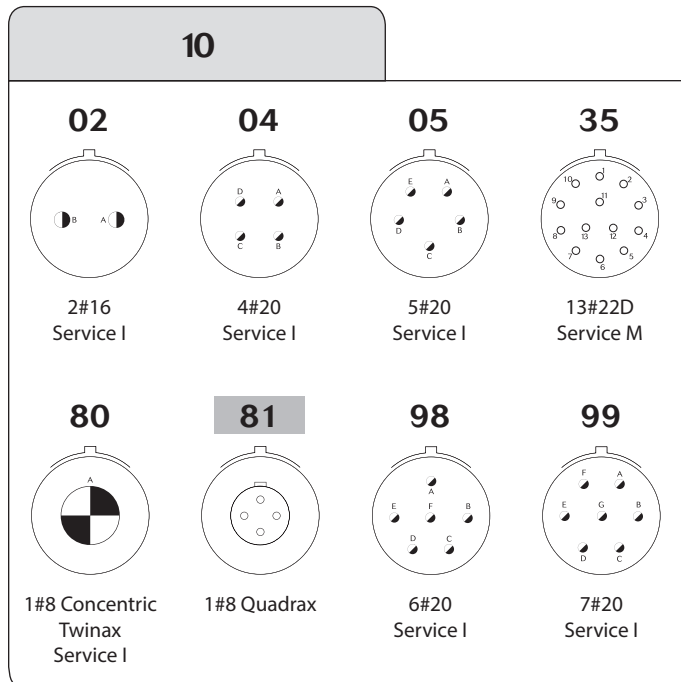 10
02 04 05 35
B A
D A
C B
E A
D B
C
1
10 2
9 11 3
8 13 12 4
7 5
6
2#16 4#20 5#20 13#22D
Service I Service I Service I Service M
80 81 98 99
A
A
E F B
D C
F A
E G B
D C
1#8 Concentric 1#8 Quadrax 6#20 7#20
Twinax Service I Service I
Service I